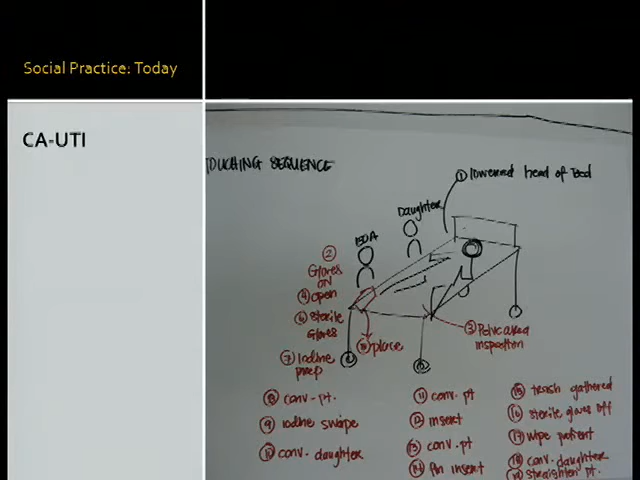 Social Practice: Today
CA-UTI
TOUCHING SEQUENCE
① lowered head of Bed
Daughter
② Gloves
ON
④ open
⑥ sterile
gloves
⑦ Iodine
prep
place
③ Pelvic area
inspection
⑧ conv. pt.
⑨ Iodine swipe
⑩ conv. daughter
⑪ conv. pt
⑫ insert
⑬ conv. pt
⑭ fin insert
⑮ trash gathered
⑯ sterile gloves off
⑰ wipe patient
⑱ conv. daughter
⑲ straighten pt.